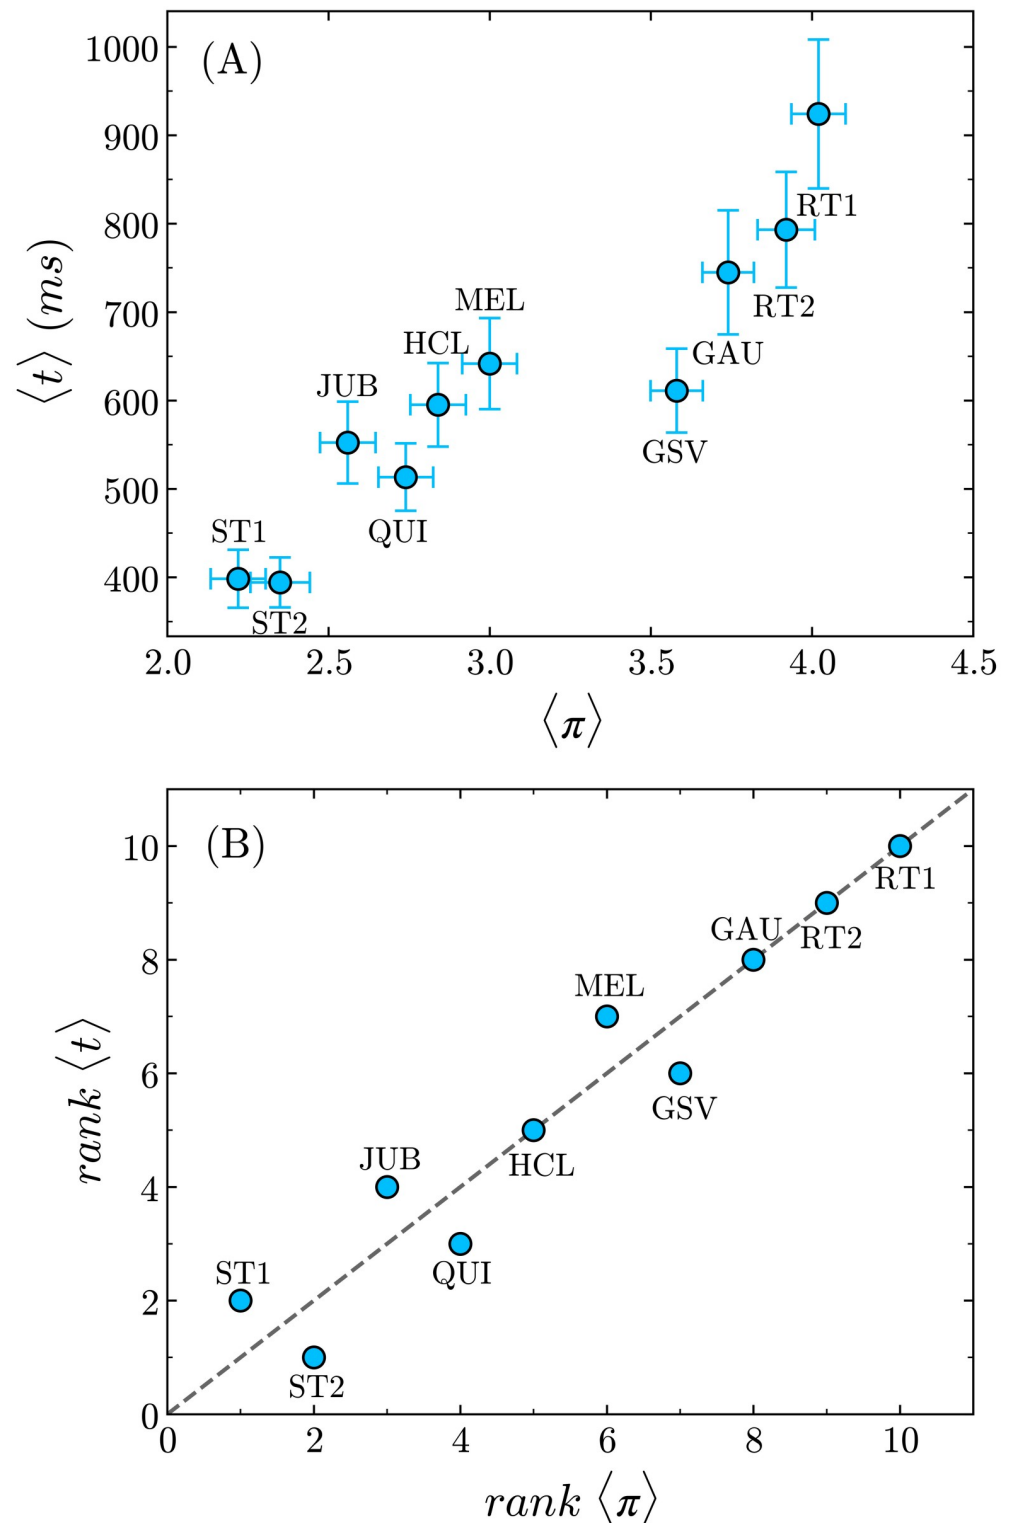 (A)
1000
900
800
700
600
500
400
⟨t⟩ (ms)
RT1
RT2
MEL
HCL
GAU
JUB
GSV
QUI
ST1
ST2
2.0 2.5 3.0 3.5 4.0 4.5
⟨π⟩
(B)
10
8
6
4
2
0
rank ⟨t⟩
RT1
GAU
RT2
MEL
GSV
JUB
HCL
ST1
QUI
ST2
0 2 4 6 8 10
rank ⟨π⟩